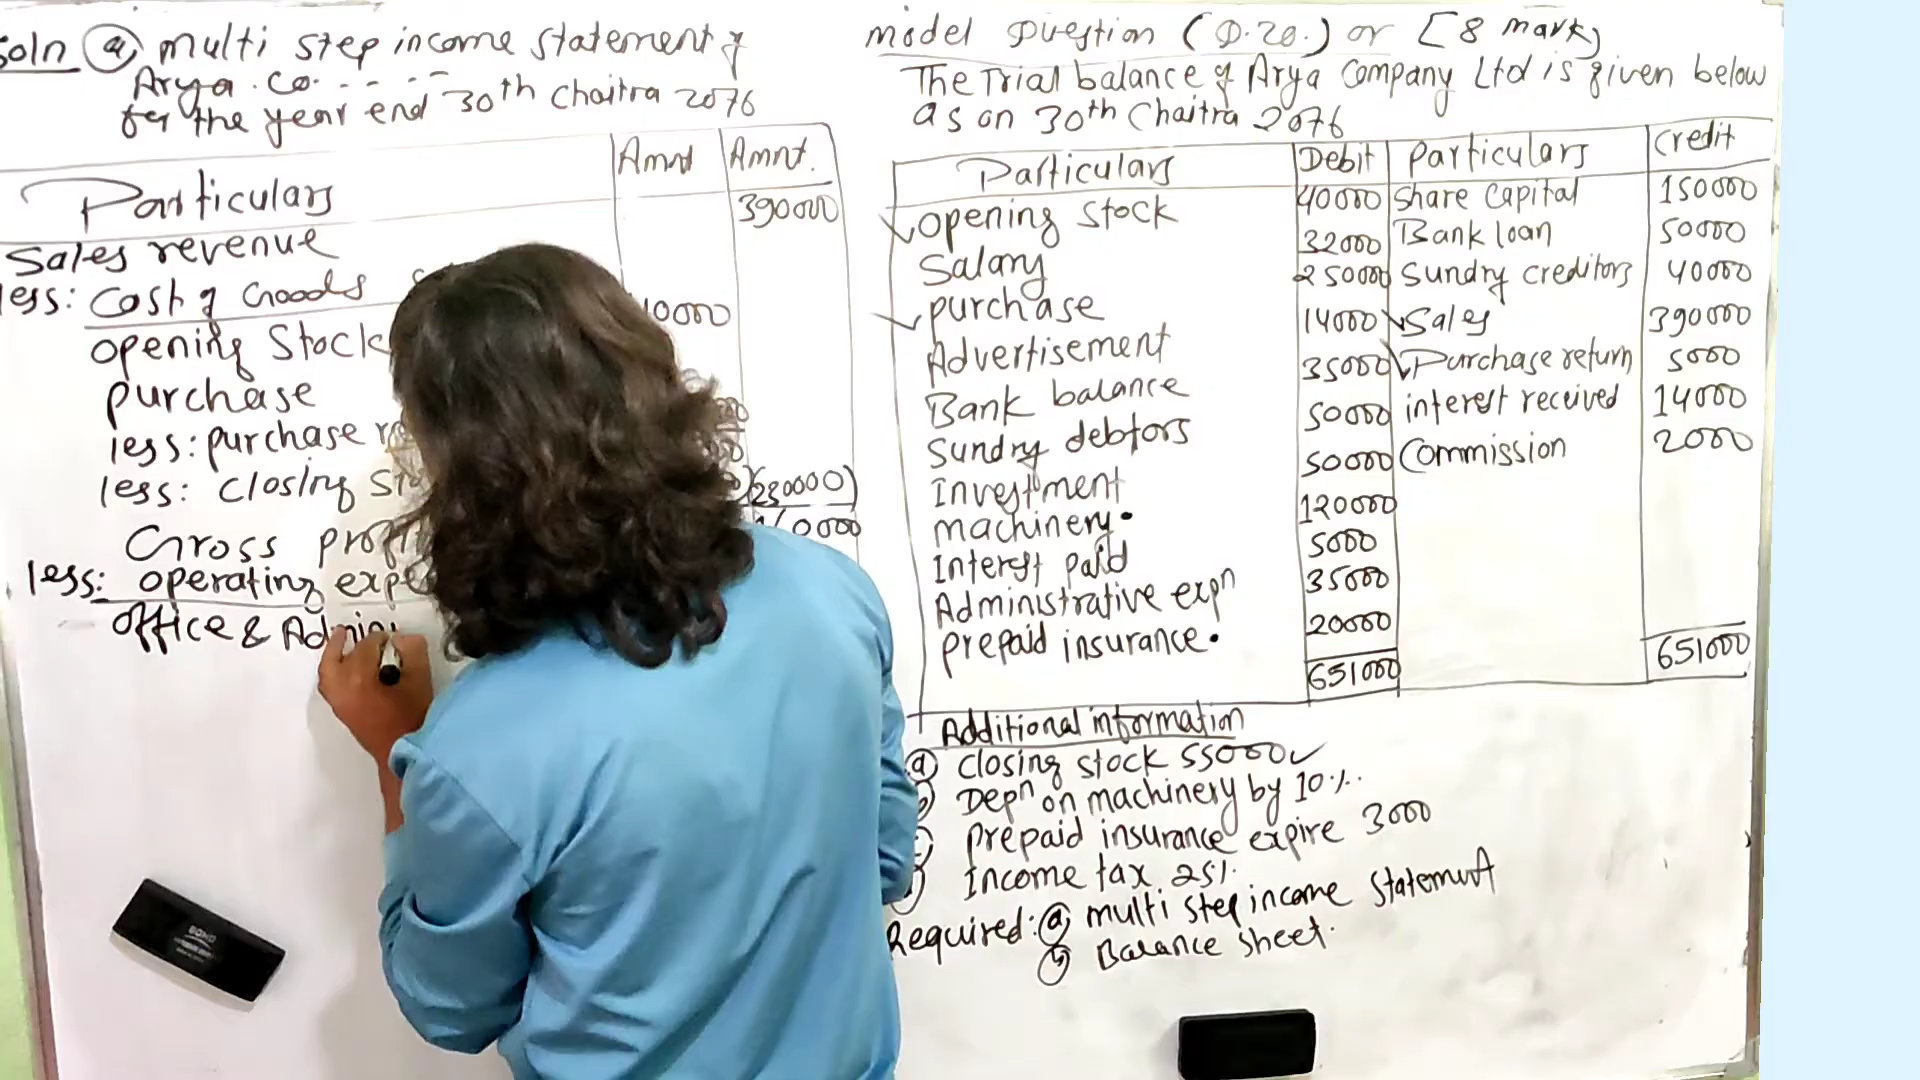 Soln (a) multi step income statement of
Arya . co. - - - --
for the year end 30th Chaitra 2076
Particulars Amnt Amnt.
Sales revenue 390000
less: Cost of Goods
opening Stock 40000
purchase
less: purchase
less: closing (230000)
Gross profit 160000
less: operating
office & Admini
model Question (Q.20.) or [8 mark]
The Trial balance of Arya Company Ltd is given below
as on 30th Chaitra 2076
Particulars Debit particulars Credit
opening stock 40000 Share Capital 150000
Salary 32000 Bank loan 50000
purchase 250000 Sundry creditors 40000
Advertisement 14000 Sales 390000
Bank balance 35000 Purchase return 5000
Sundry debtors 50000 interest received 14000
Investment 50000 Commission 2000
machinery. 120000
Interest paid 5000
Administrative expn 35000
prepaid insurance. 20000
651000 651000
Additional information
(a) closing stock 55000
Depn on machinery by 10%.
prepaid insurance expire 3000
Income tax 25%.
Required: (a) multi step income statement
(b) Balance sheet.